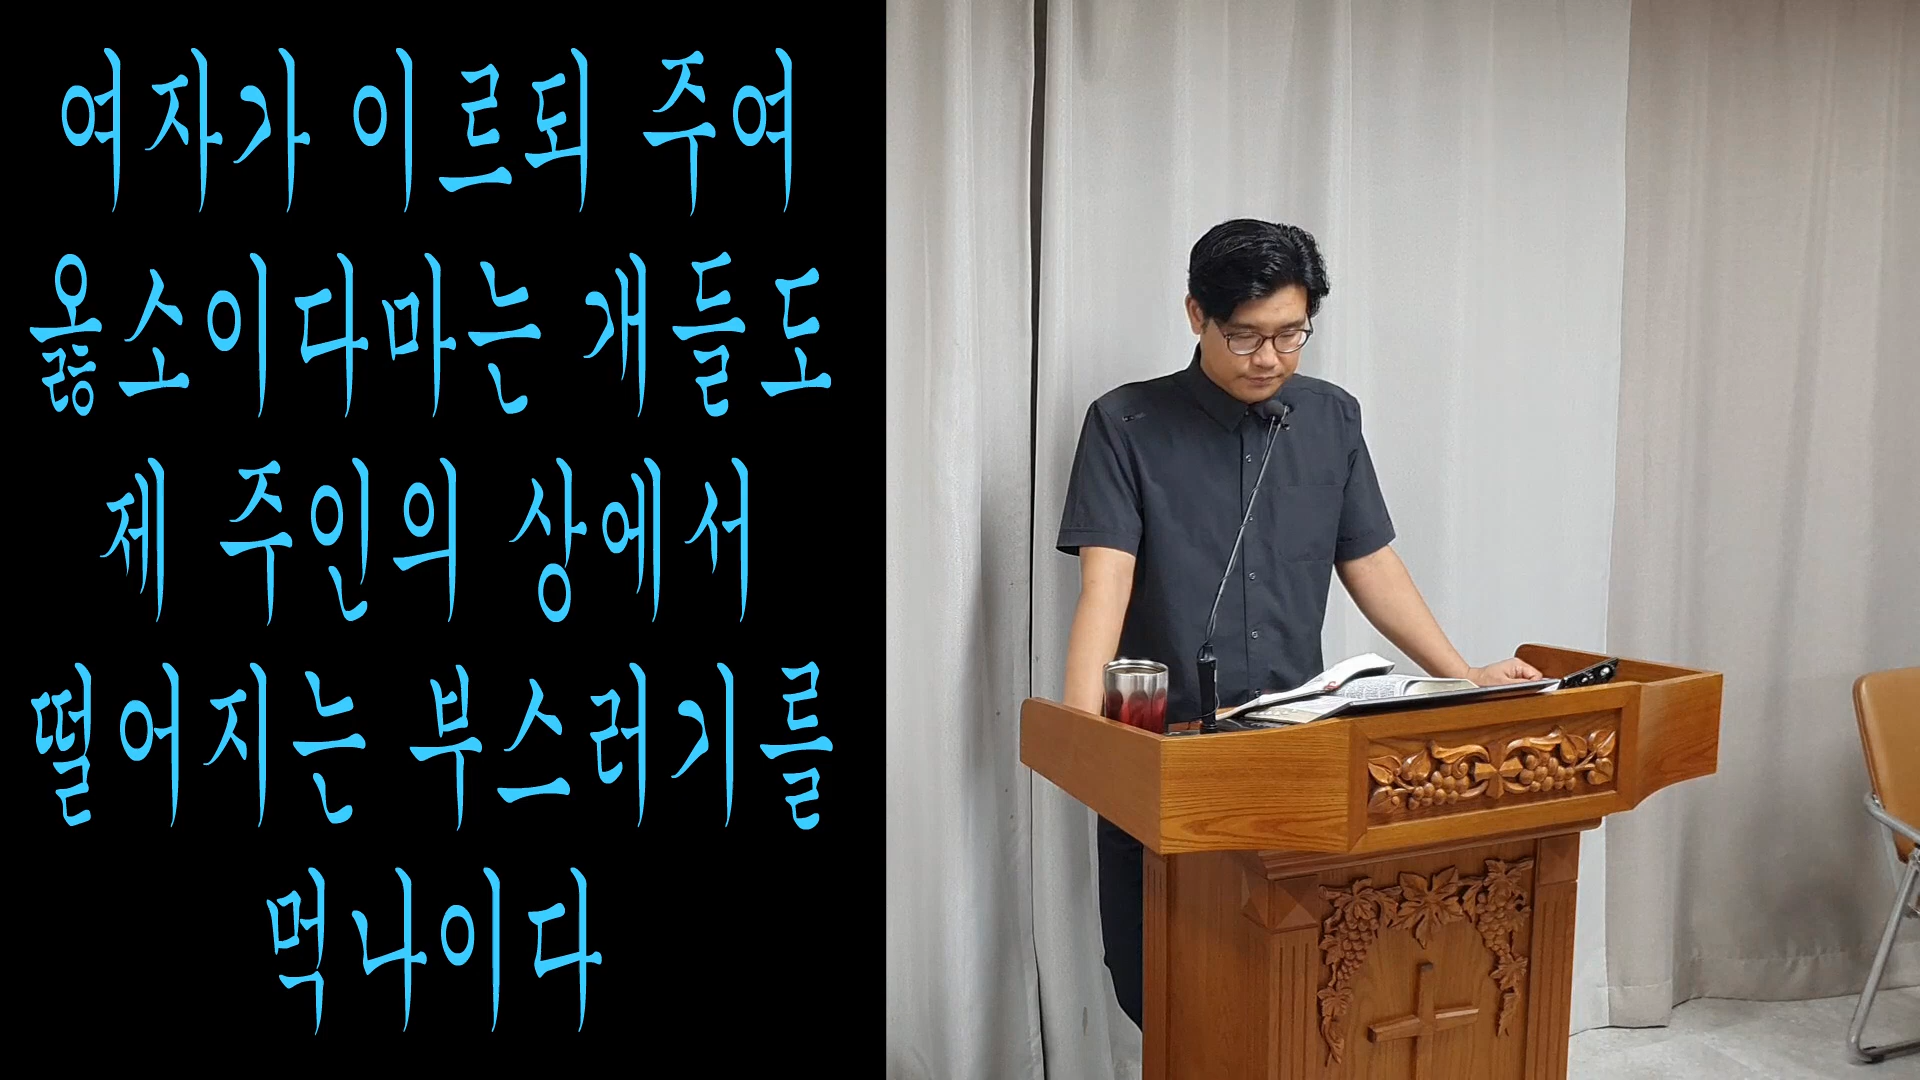 여자가 이르되 주여
옳소이다마는 개들도
제 주인의 상에서
떨어지는 부스러기를
먹나이다